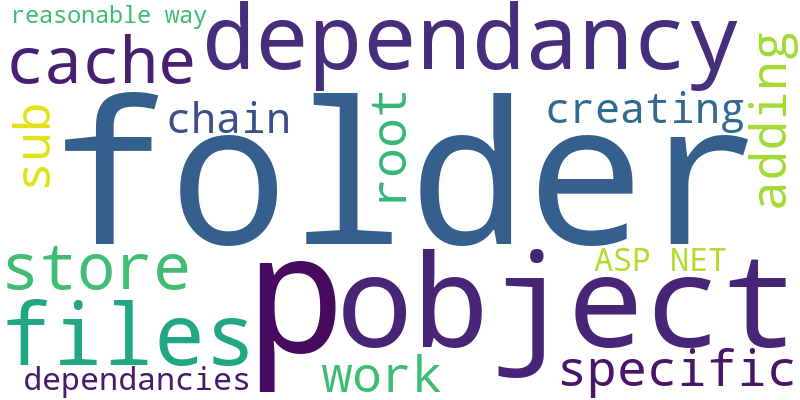 reasonable way
dependancy
cache
folder
sub
chain
root
creating
adding
store
p
object
ASP NET
files
work
specific
dependancies